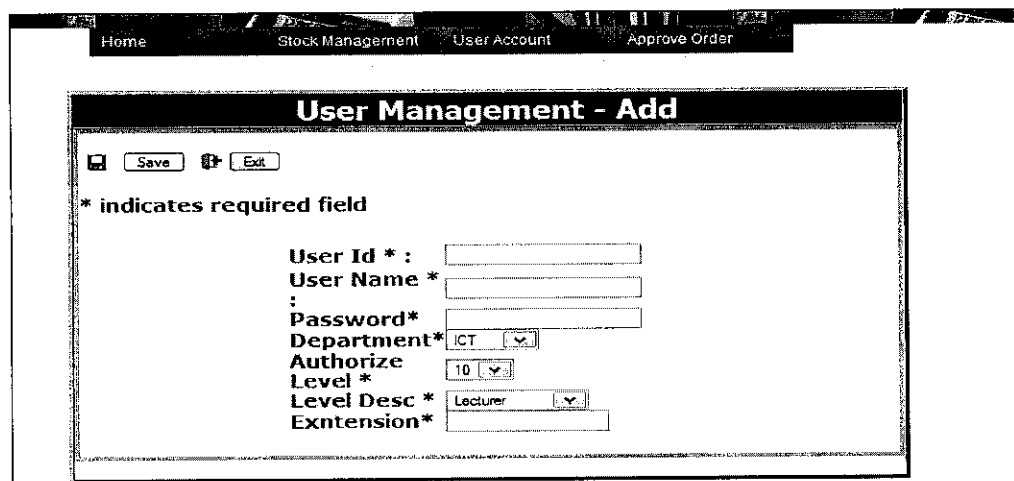 Home Stock Management User Account Approve Order
User Management - Add
Save Exit
* indicates required field
User Id * :
User Name *
:
Password*
Department* ICT
Authorize
Level * 10
Level Desc * Lecturer
Exntension*